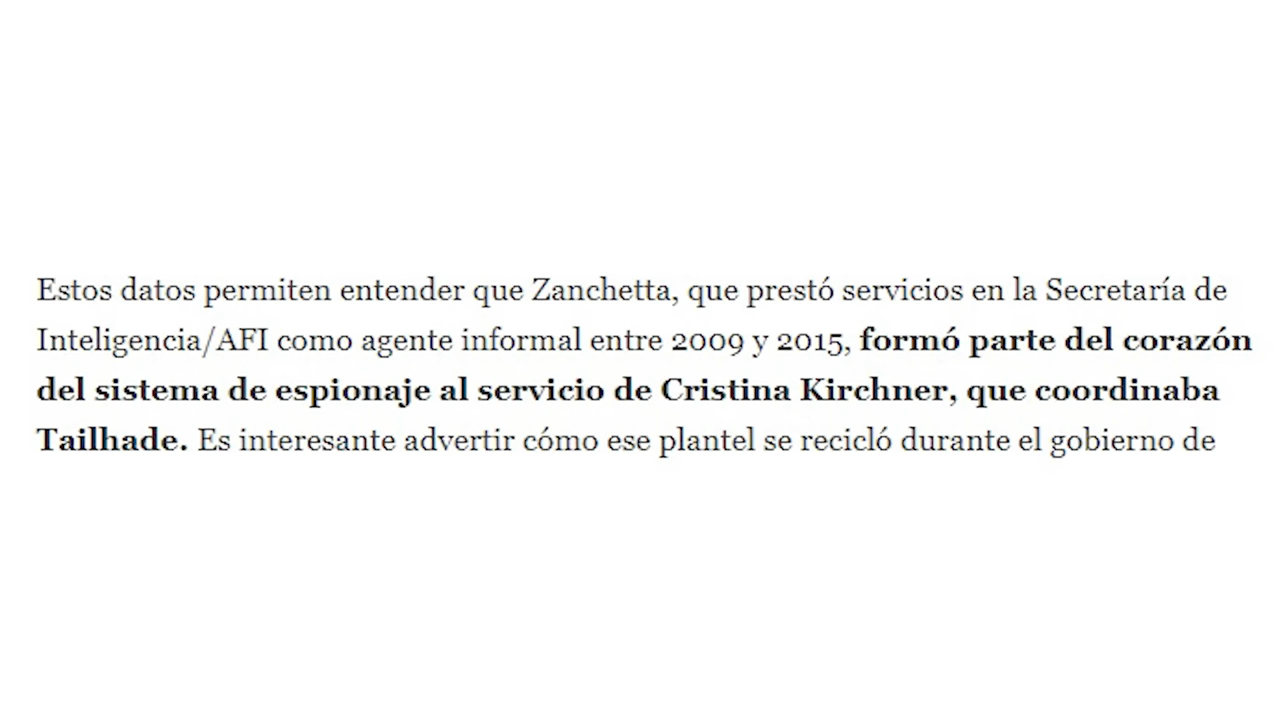 Estos datos permiten entender que Zanchetta, que prestó servicios en la Secretaría de
Inteligencia/AFI como agente informal entre 2009 y 2015, formó parte del corazón
del sistema de espionaje al servicio de Cristina Kirchner, que coordinaba
Tailhade. Es interesante advertir cómo ese plantel se recicló durante el gobierno de